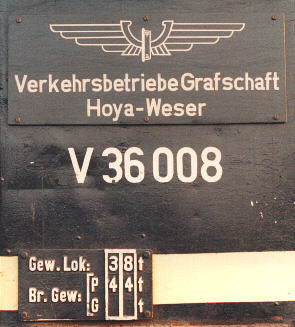 Verkehrsbetriebe Grafschaft
Hoya-Weser
V 36 008
Gew. Lok: 38 t
Br. Gew: P 44 t
G t